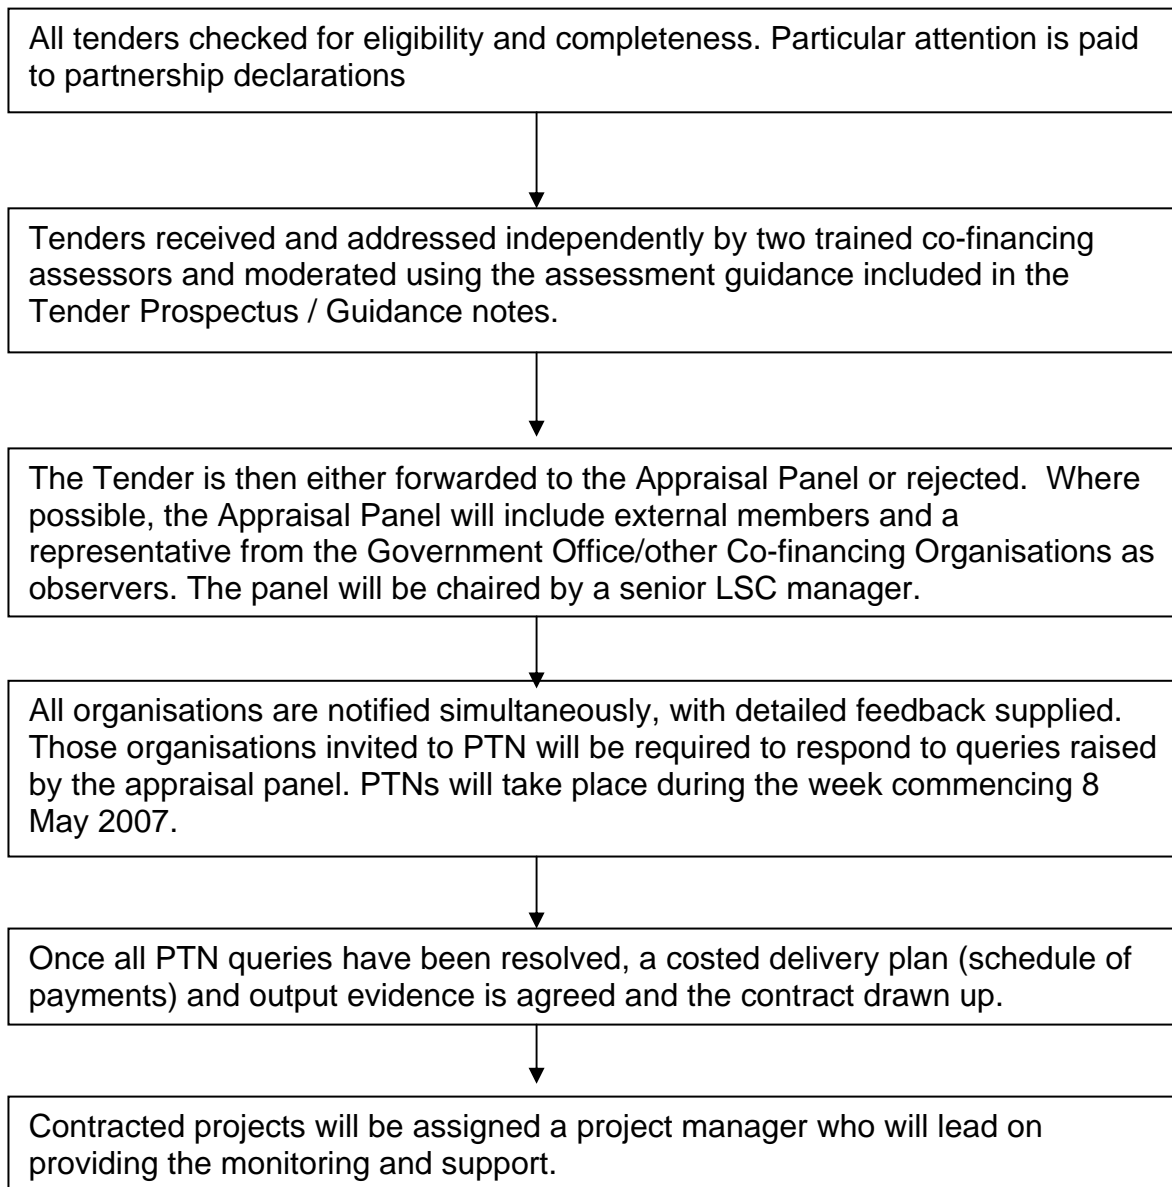 All tenders checked for eligibility and completeness. Particular attention is paid
to partnership declarations
Tenders received and addressed independently by two trained co-financing
assessors and moderated using the assessment guidance included in the
Tender Prospectus / Guidance notes.
The Tender is then either forwarded to the Appraisal Panel or rejected.  Where
possible, the Appraisal Panel will include external members and a
representative from the Government Office/other Co-financing Organisations as
observers. The panel will be chaired by a senior LSC manager.
All organisations are notified simultaneously, with detailed feedback supplied.
Those organisations invited to PTN will be required to respond to queries raised
by the appraisal panel. PTNs will take place during the week commencing 8
May 2007.
Once all PTN queries have been resolved, a costed delivery plan (schedule of
payments) and output evidence is agreed and the contract drawn up.
Contracted projects will be assigned a project manager who will lead on
providing the monitoring and support.